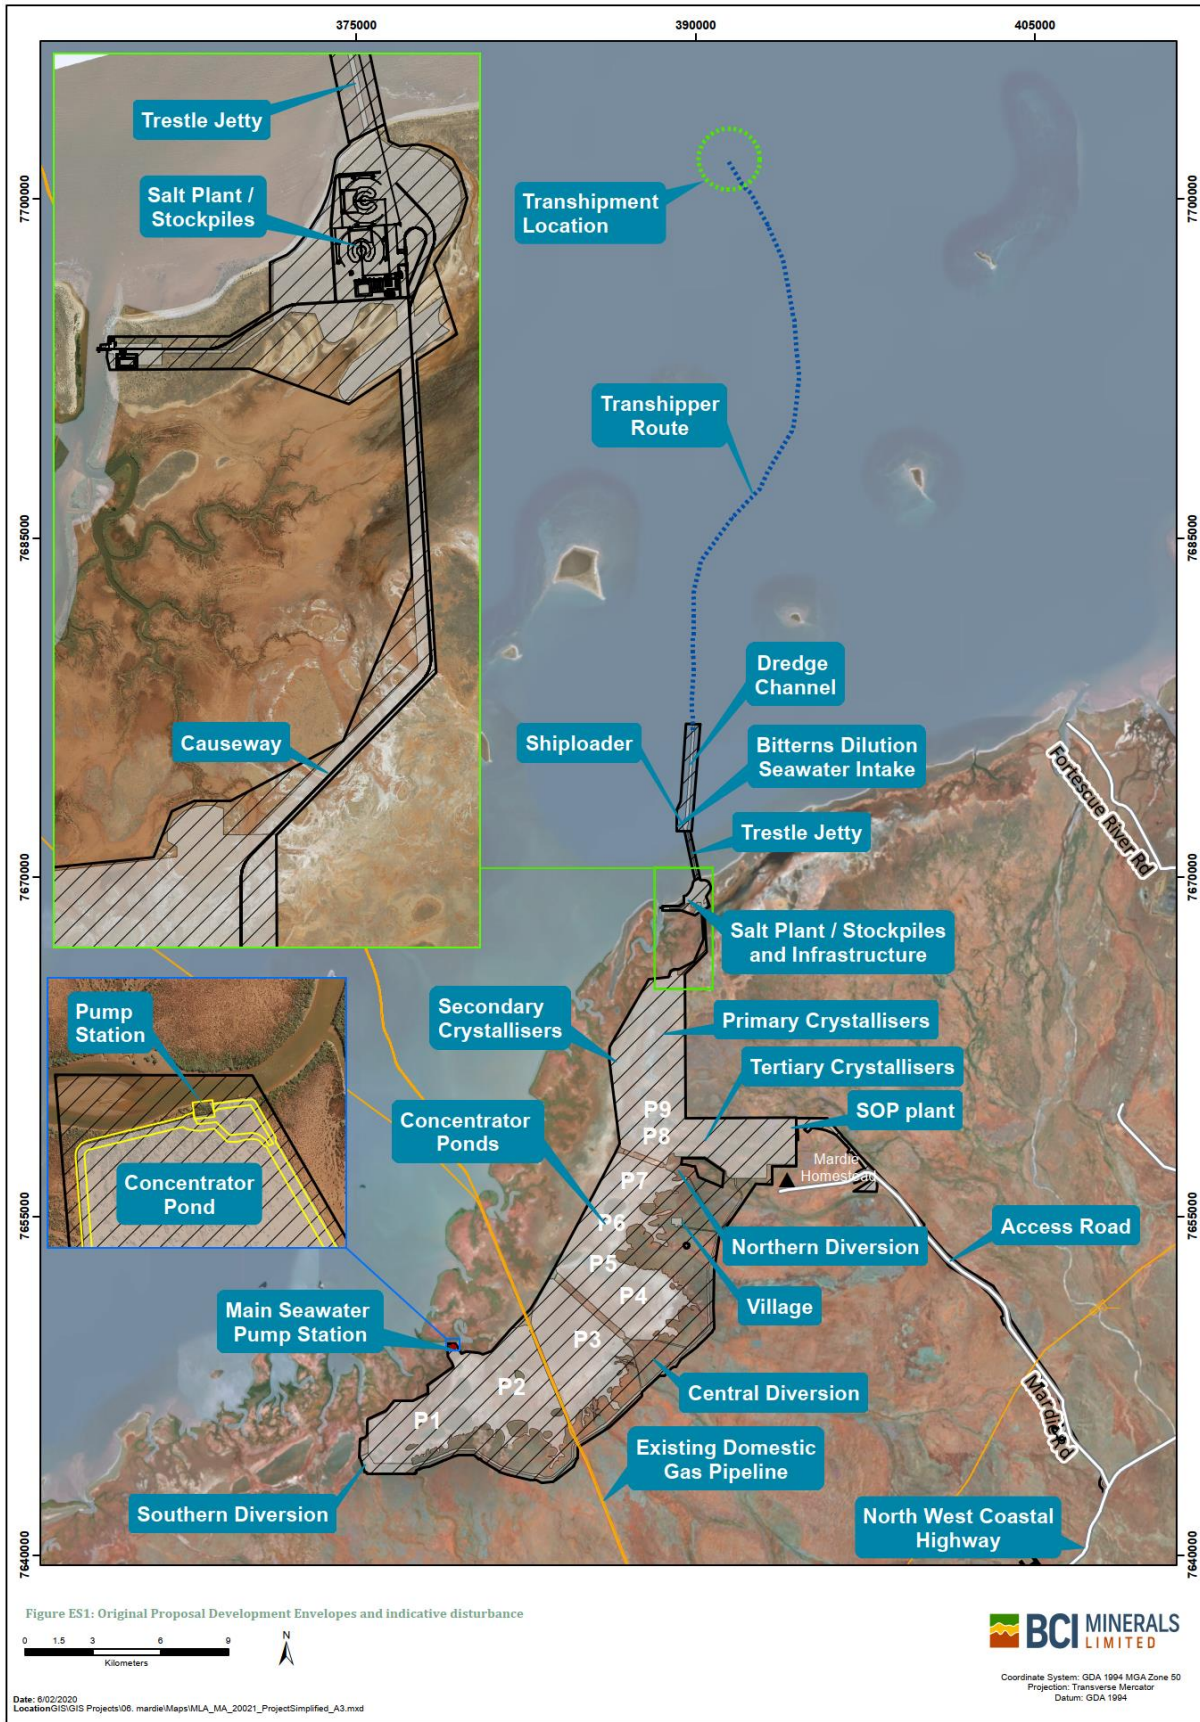 375000
390000
405000
7700000
7685000
7670000
7655000
7640000
7700000
7685000
7670000
7655000
7640000
Trestle Jetty
Salt Plant /
Stockpiles
Causeway
Transhipment
Location
Transhipper
Route
Dredge
Channel
Shiploader
Bitterns Dilution
Seawater Intake
Trestle Jetty
Fortescue River Rd
Salt Plant / Stockpiles
and Infrastructure
Pump
Station
Concentrator
Pond
Secondary
Crystallisers
Primary Crystallisers
Tertiary Crystallisers
SOP plant
Concentrator
Ponds
P9
P8
P7
P6
P5
P4
P3
P2
P1
Mardie
Homestead
Access Road
Northern Diversion
Village
Main Seawater
Pump Station
Central Diversion
Mardie Rd
Existing Domestic
Gas Pipeline
Southern Diversion
North West Coastal
Highway
Figure ES1: Original Proposal Development Envelopes and indicative disturbance
0 1.5 3 6 9
Kilometers
N
BCI MINERALS
LIMITED
Coordinate System: GDA 1994 MGA Zone 50
Projection: Transverse Mercator
Datum: GDA 1994
Date: 6/02/2020
LocationGIS\GIS Projects\06. mardie\Maps\MLA_MA_20021_ProjectSimplified_A3.mxd